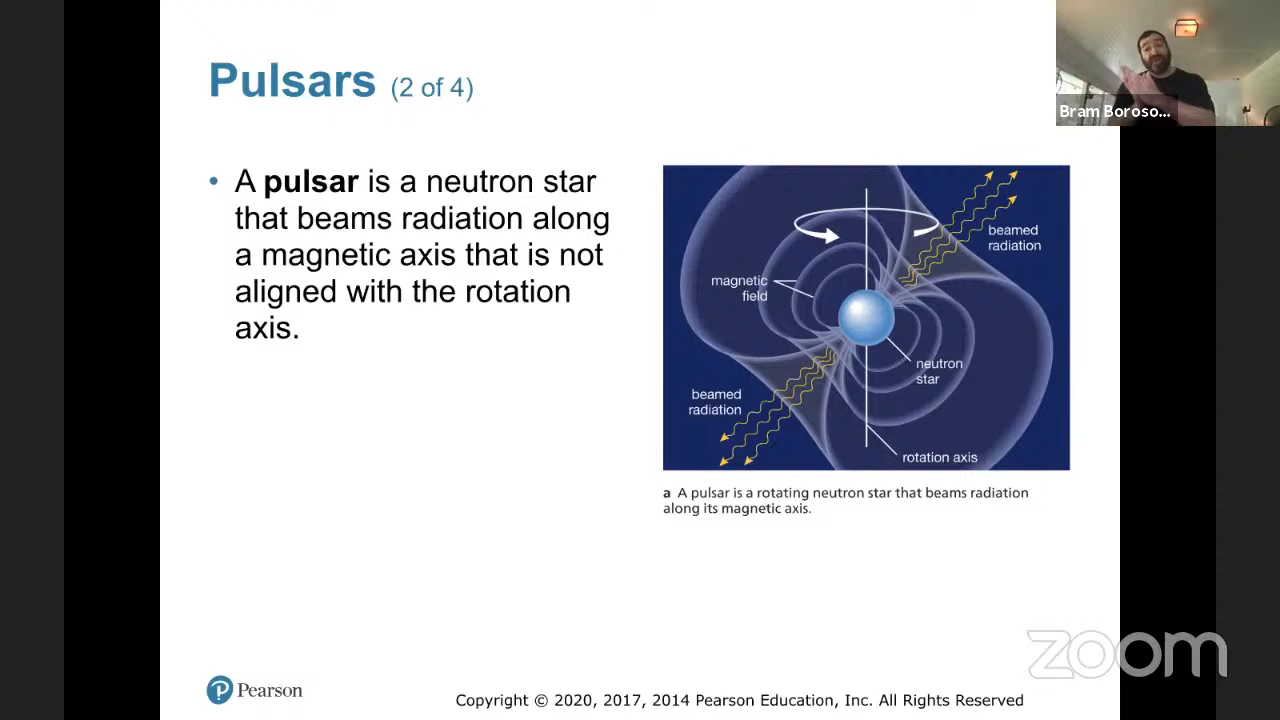 Pulsars (2 of 4)
Bram Boroso...
• A pulsar is a neutron star
that beams radiation along
a magnetic axis that is not
aligned with the rotation
axis.
beamed
radiation
magnetic
field
neutron
star
beamed
radiation
rotation axis
a A pulsar is a rotating neutron star that beams radiation
along its magnetic axis.
zoom
P Pearson
Copyright © 2020, 2017, 2014 Pearson Education, Inc. All Rights Reserved